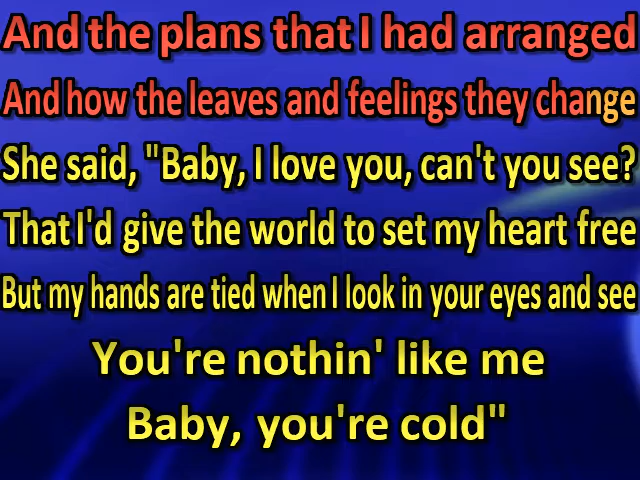 And the plans that I had arranged
And how the leaves and feelings they change
She said, "Baby, I love you, can't you see?
That I'd give the world to set my heart free
But my hands are tied when I look in your eyes and see
You're nothin' like me
Baby, you're cold"